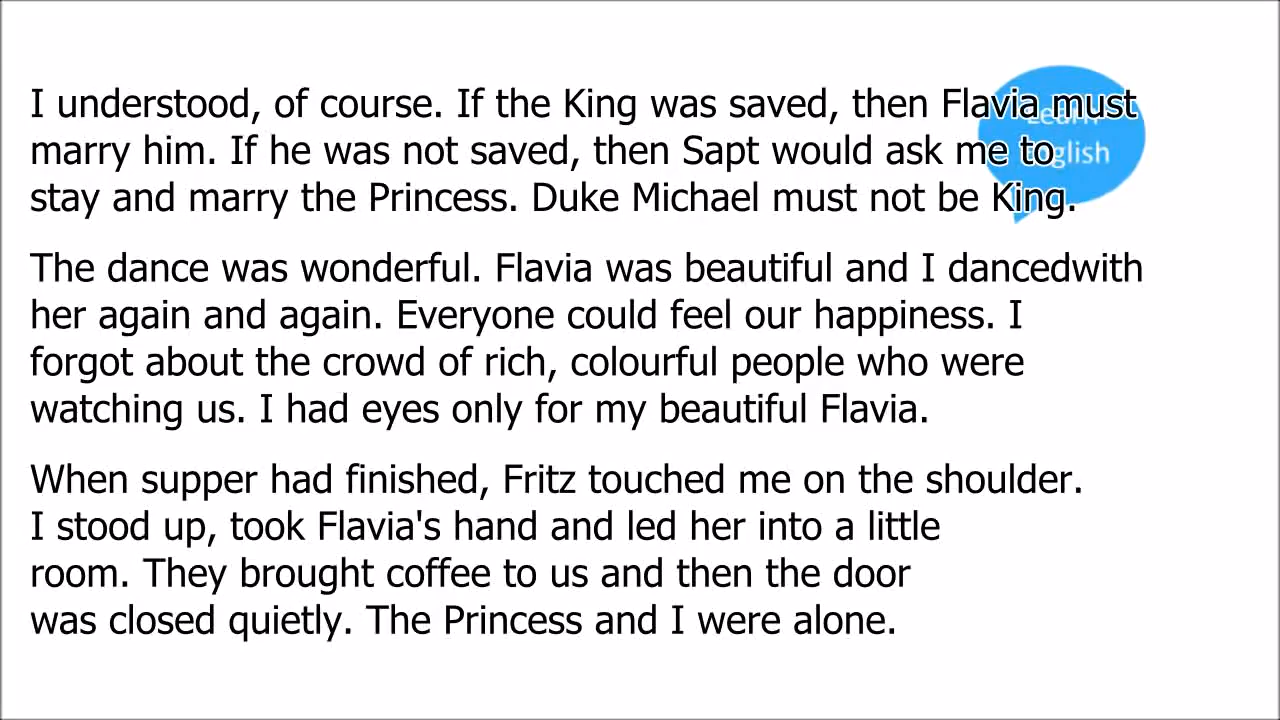 I understood, of course. If the King was saved, then Flavia must
marry him. If he was not saved, then Sapt would ask me to
stay and marry the Princess. Duke Michael must not be King.
The dance was wonderful. Flavia was beautiful and I dancedwith
her again and again. Everyone could feel our happiness. I
forgot about the crowd of rich, colourful people who were
watching us. I had eyes only for my beautiful Flavia.
When supper had finished, Fritz touched me on the shoulder.
I stood up, took Flavia's hand and led her into a little
room. They brought coffee to us and then the door
was closed quietly. The Princess and I were alone.
Learn
English